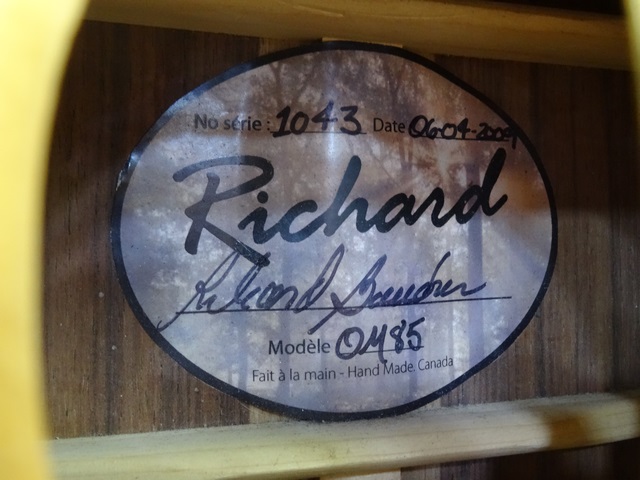 No série : 1043 Date 06-04-2009
Richard
Modèle OM85
Fait à la main - Hand Made Canada